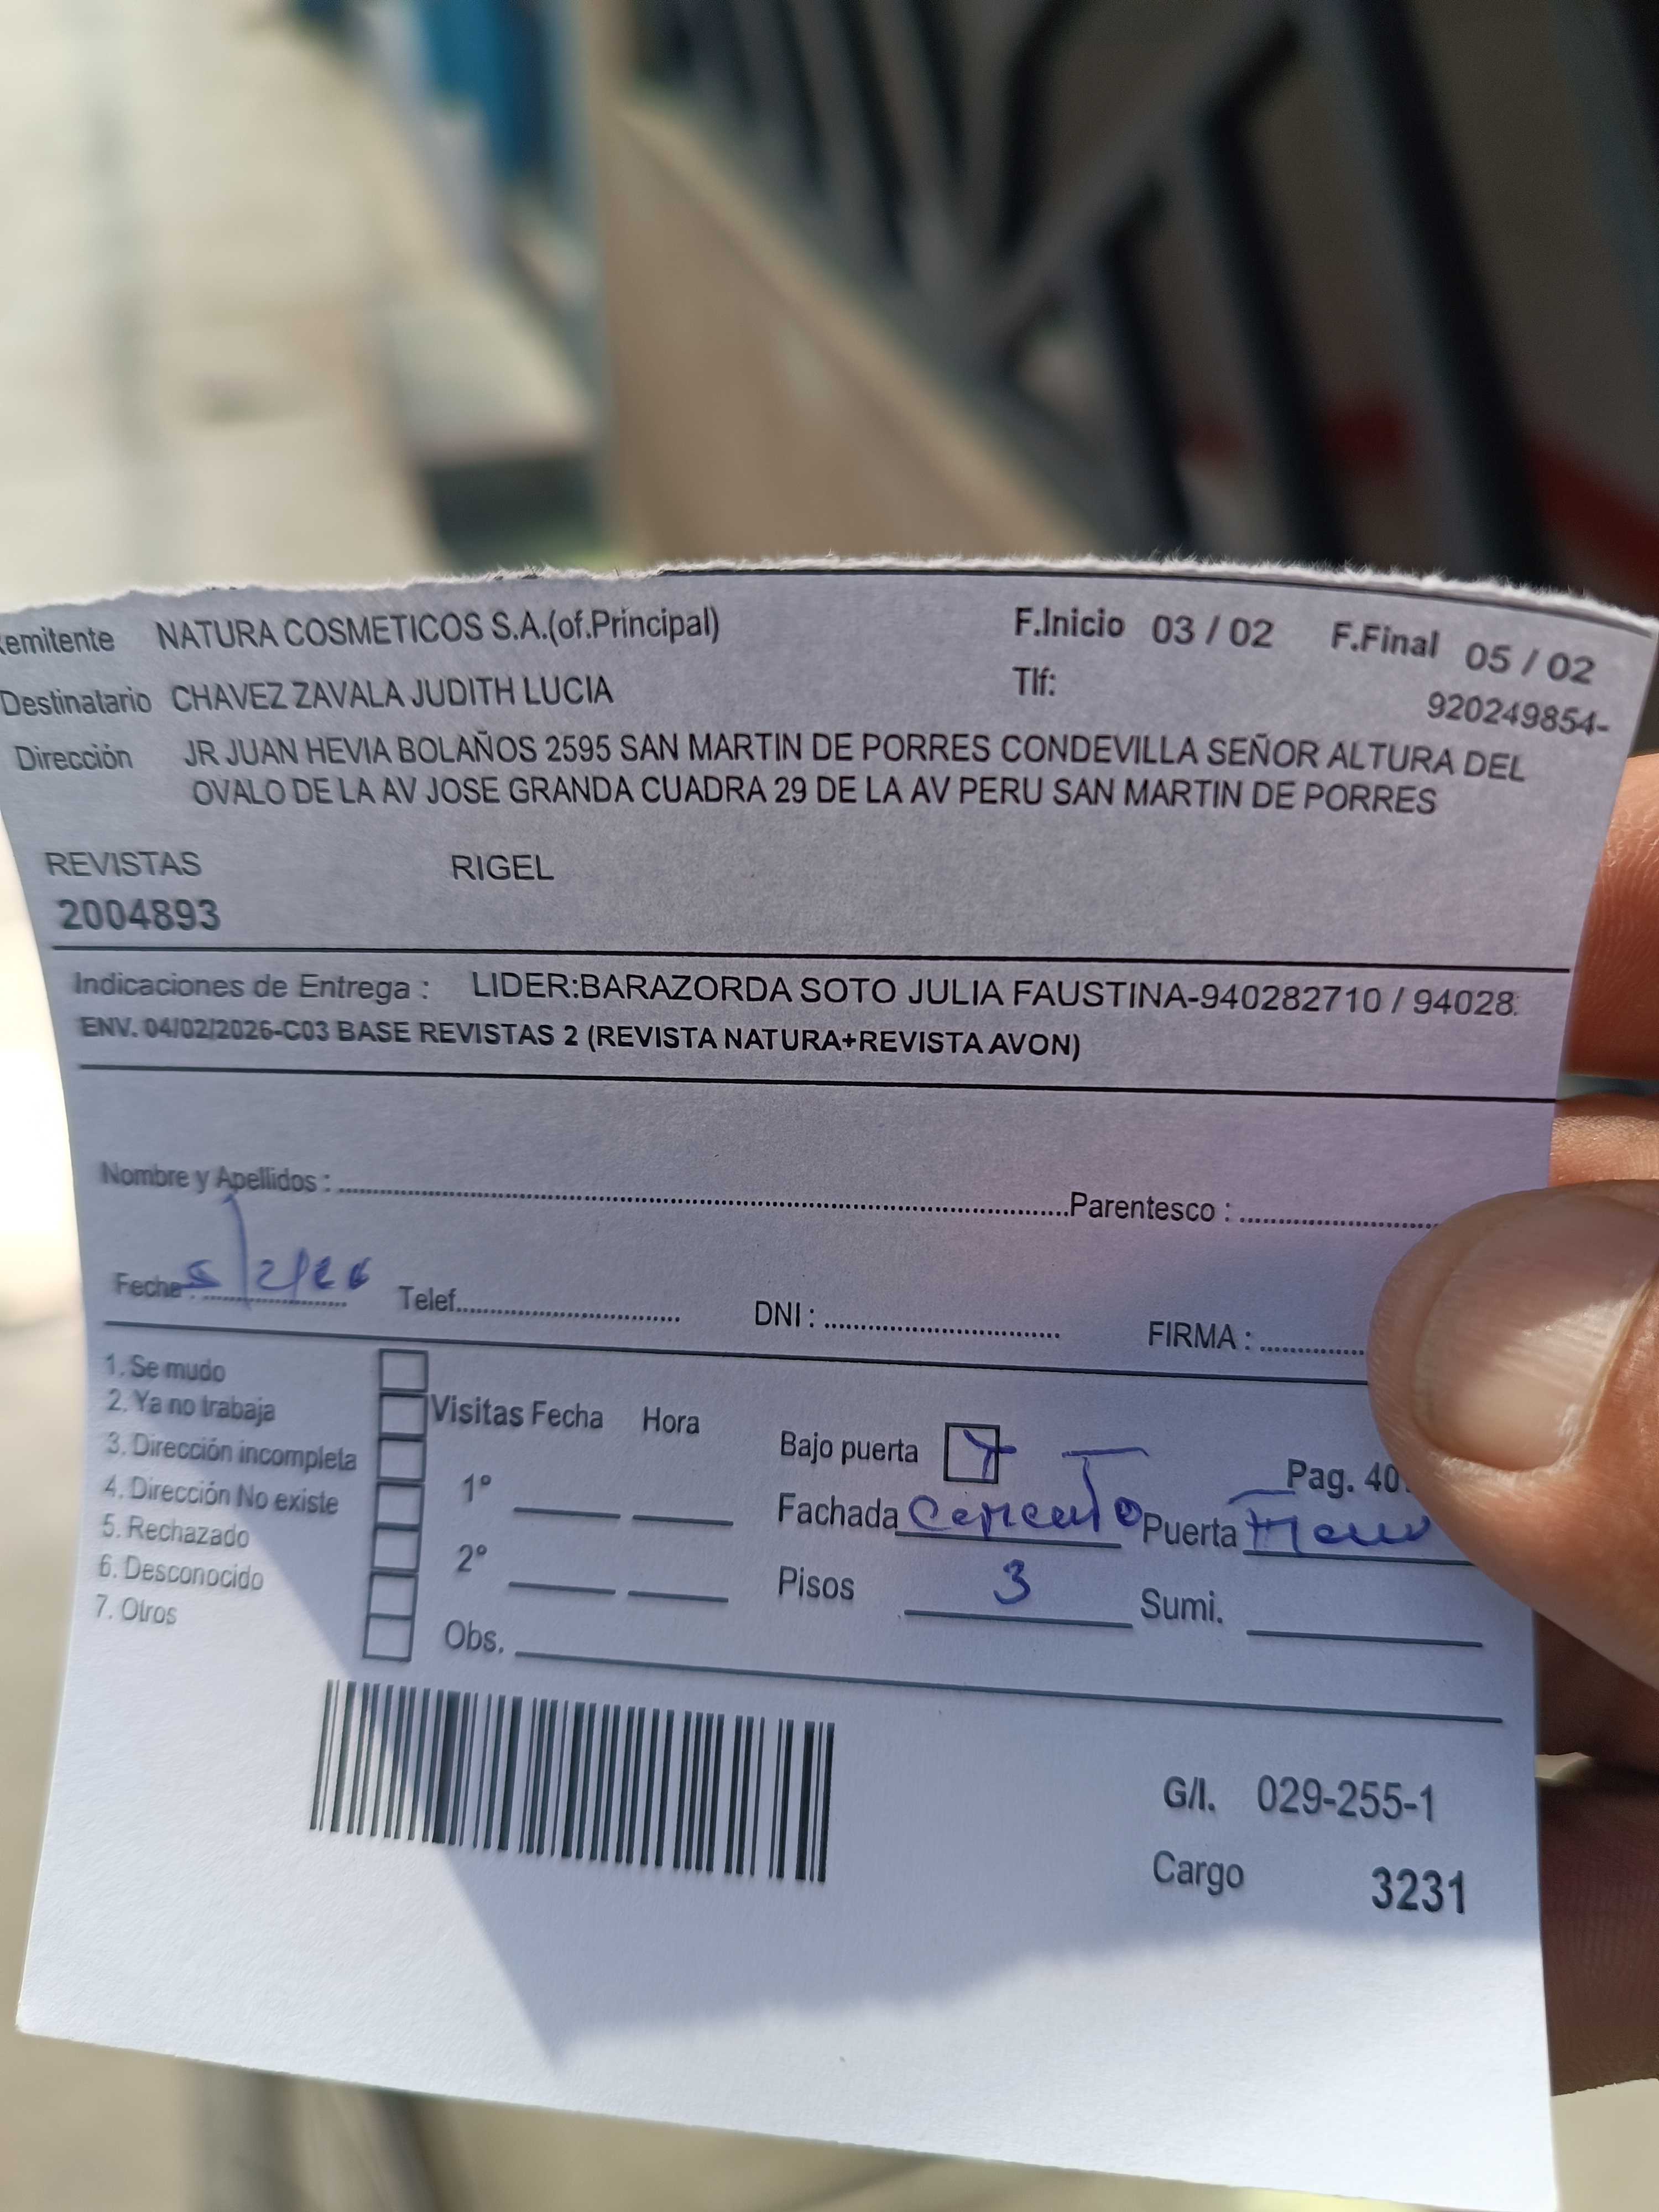 emitente NATURA COSMETICOS S.A.(of.Principal) F.Inicio 03 / 02 F.Final 05 / 02
Destinatario CHAVEZ ZAVALA JUDITH LUCIA Tlf: 920249854-
Dirección JR JUAN HEVIA BOLAÑOS 2595 SAN MARTIN DE PORRES CONDEVILLA SEÑOR ALTURA DEL
OVALO DE LA AV JOSE GRANDA CUADRA 29 DE LA AV PERU SAN MARTIN DE PORRES
REVISTAS RIGEL
2004893
Indicaciones de Entrega : LIDER:BARAZORDA SOTO JULIA FAUSTINA-940282710 / 94028
ENV. 04/02/2026-C03 BASE REVISTAS 2 (REVISTA NATURA+REVISTA AVON)
Nombre y Apellidos : Parentesco :
Fecha : 5/2/26 Telef. DNI : FIRMA :
1. Se mudo
2. Ya no trabaja Visitas Fecha Hora Bajo puerta
3. Dirección incompleta Pag. 40
4. Dirección No existe 1° Fachada Cemento Puerta
5. Rechazado
6. Desconocido 2° Pisos 3 Sumi.
7. Otros Obs.
G/I. 029-255-1
Cargo 3231